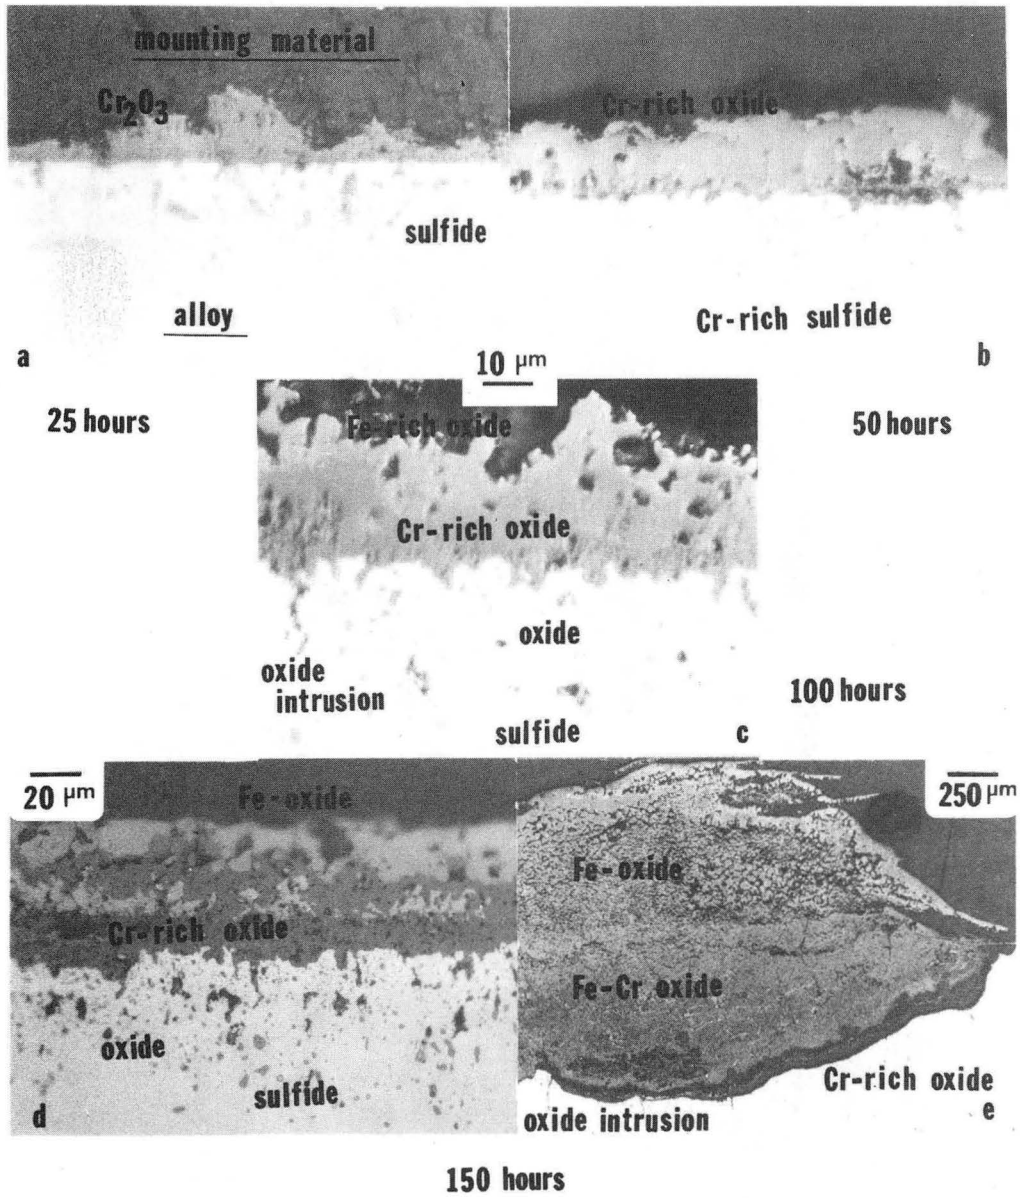 mounting material
Cr₂O₃
Cr-rich oxide
sulfide
alloy
Cr-rich sulfide
a
b
10 µm
25 hours
50 hours
Fe-rich oxide
Cr-rich oxide
oxide
oxide
intrusion
sulfide
100 hours
c
20 µm
250 µm
Fe-oxide
Fe-oxide
Cr-rich oxide
Fe-Cr oxide
oxide
sulfide
Cr-rich oxide
d
e
oxide intrusion
150 hours